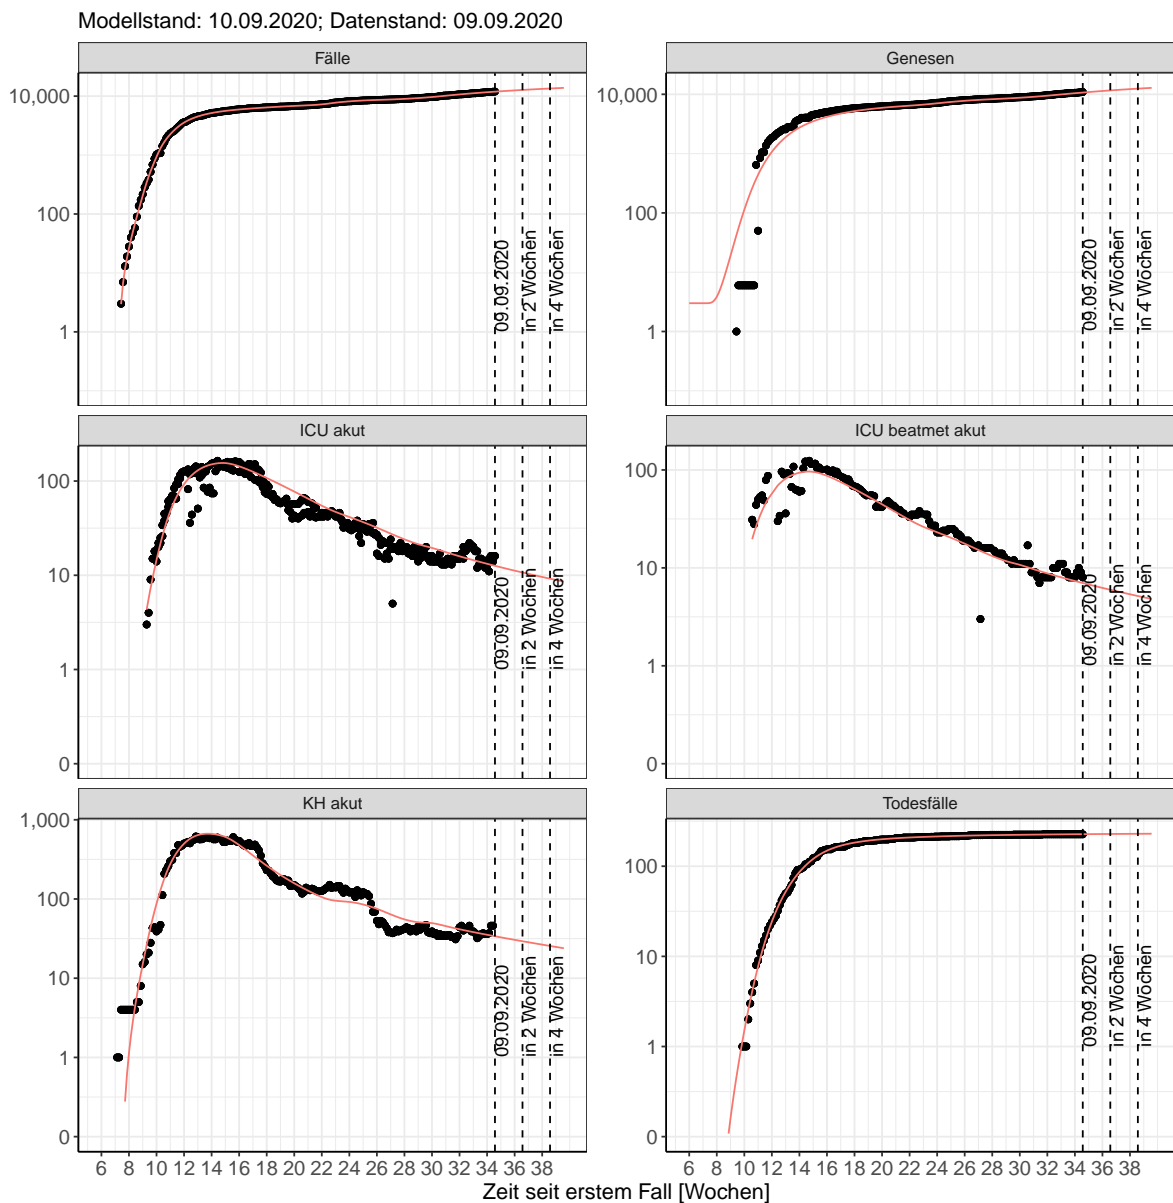 Modellstand: 10.09.2020; Datenstand: 09.09.2020
Fälle
10,000
100
1
09.09.2020
in 2 Wochen
in 4 Wochen
Genesen
10,000
100
1
09.09.2020
in 2 Wochen
in 4 Wochen
ICU akut
100
10
1
0
09.09.2020
in 2 Wochen
in 4 Wochen
ICU beatmet akut
100
10
1
0
09.09.2020
in 2 Wochen
in 4 Wochen
KH akut
1,000
100
10
1
0
09.09.2020
in 2 Wochen
in 4 Wochen
6 8 10 12 14 16 18 20 22 24 26 28 30 32 34 36 38
Todesfälle
100
10
1
0
09.09.2020
in 2 Wochen
in 4 Wochen
6 8 10 12 14 16 18 20 22 24 26 28 30 32 34 36 38
Zeit seit erstem Fall [Wochen]